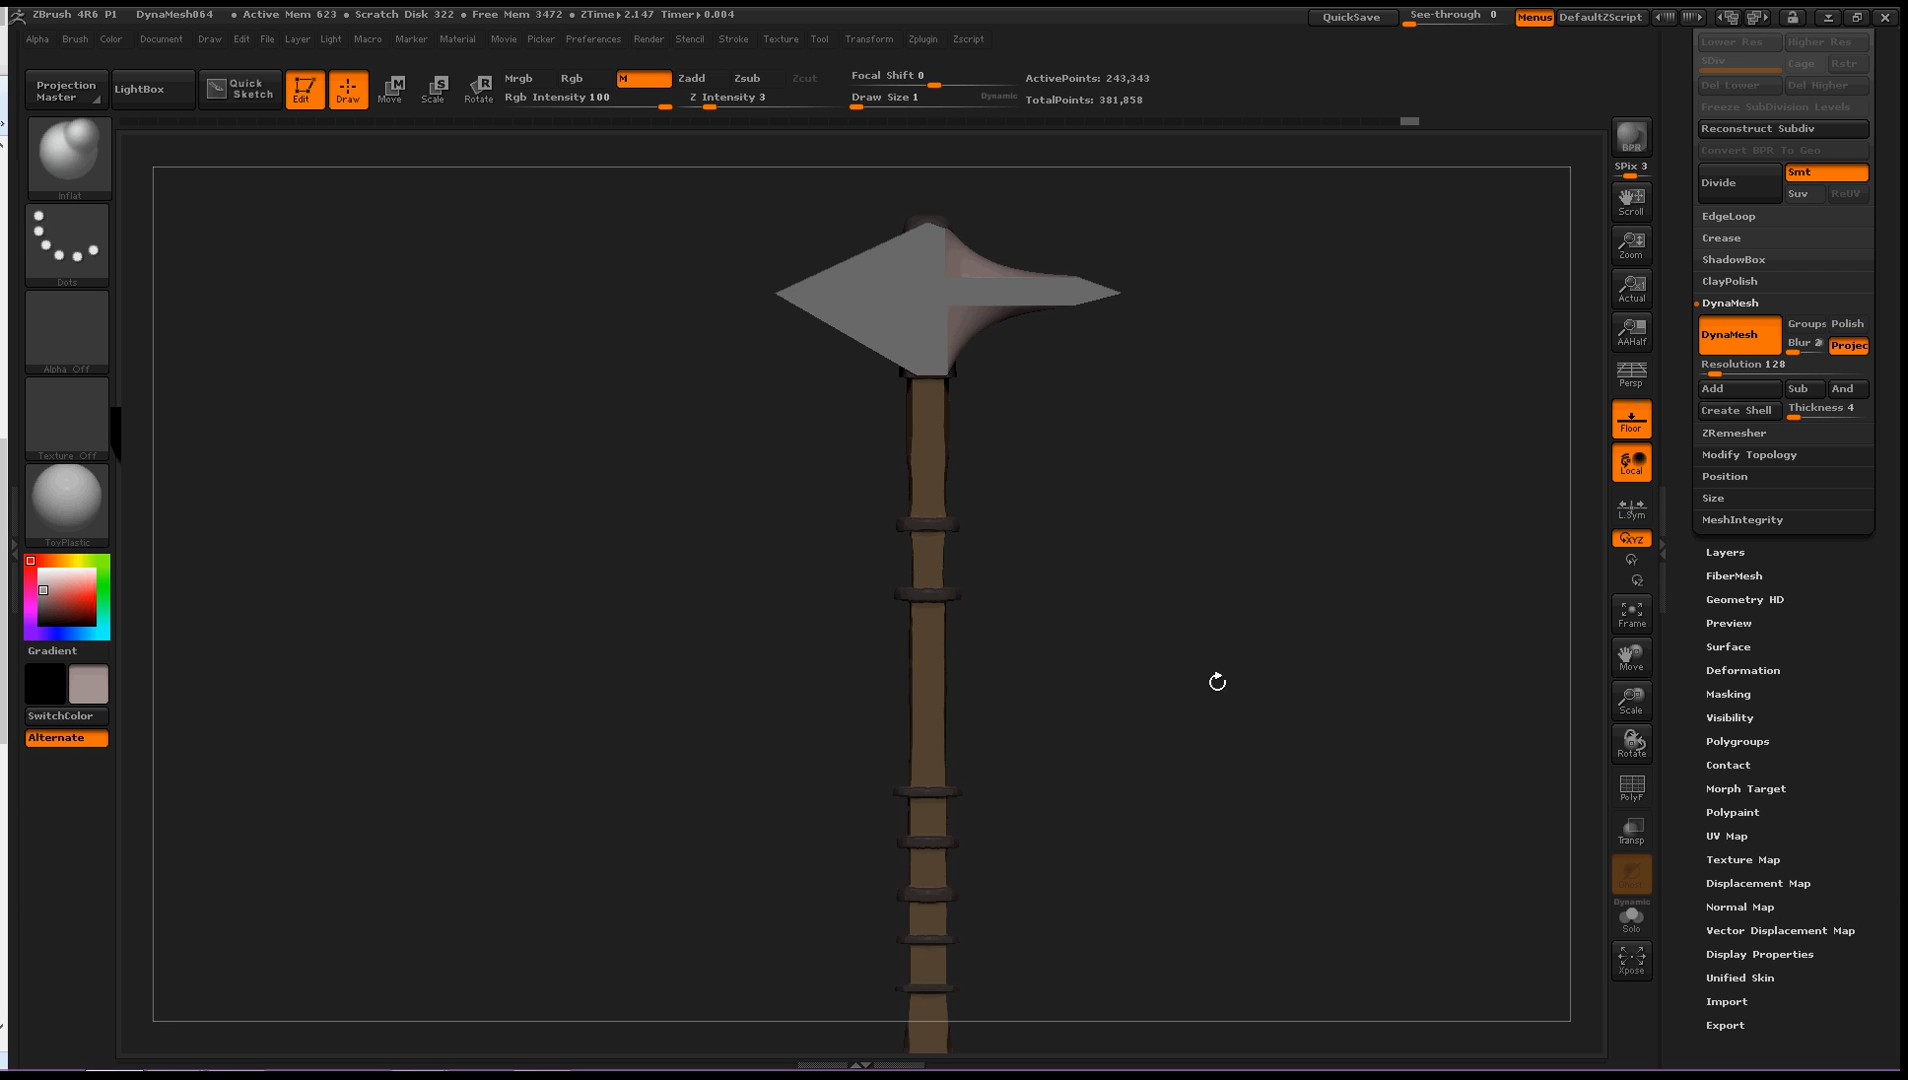 ZBrush 4R6 P1 DynaMesh064 • Active Mem 623 • Scratch Disk 322 • Free Mem 3472 • ZTime▸2.147 Timer▸0.004
QuickSave See-through 0 Menus DefaultZScript
Alpha Brush Color Document Draw Edit File Layer Light Macro Marker Material Movie Picker Preferences Render Stencil Stroke Texture Tool Transform Zplugin Zscript
Projection Master
LightBox
Quick Sketch
Edit
Draw
Move
Scale
Rotate
Mrgb Rgb M Zadd Zsub Zcut
Rgb Intensity 100 Z Intensity 3
Focal Shift 0
Draw Size 1 Dynamic
ActivePoints: 243,343
TotalPoints: 381,858
Inflat
Dots
Alpha Off
Texture Off
ToyPlastic
Gradient
SwitchColor
Alternate
BPR
SPix 3
Scroll
Zoom
Actual
AAHalf
Persp
Floor
Local
L.Sym
XYZ
Y
Z
Frame
Move
Scale
Rotate
PolyF
Transp
Ghost
Dynamic
Solo
Xpose
Lower Res Higher Res
SDiv Cage Rstr
Del Lower Del Higher
Freeze SubDivision Levels
Reconstruct Subdiv
Convert BPR To Geo
Divide Smt
Suv ReUV
EdgeLoop
Crease
ShadowBox
ClayPolish
DynaMesh
DynaMesh Groups Polish
Blur 2 Projec
Resolution 128
Add Sub And
Create Shell Thickness 4
ZRemesher
Modify Topology
Position
Size
MeshIntegrity
Layers
FiberMesh
Geometry HD
Preview
Surface
Deformation
Masking
Visibility
Polygroups
Contact
Morph Target
Polypaint
UV Map
Texture Map
Displacement Map
Normal Map
Vector Displacement Map
Display Properties
Unified Skin
Import
Export